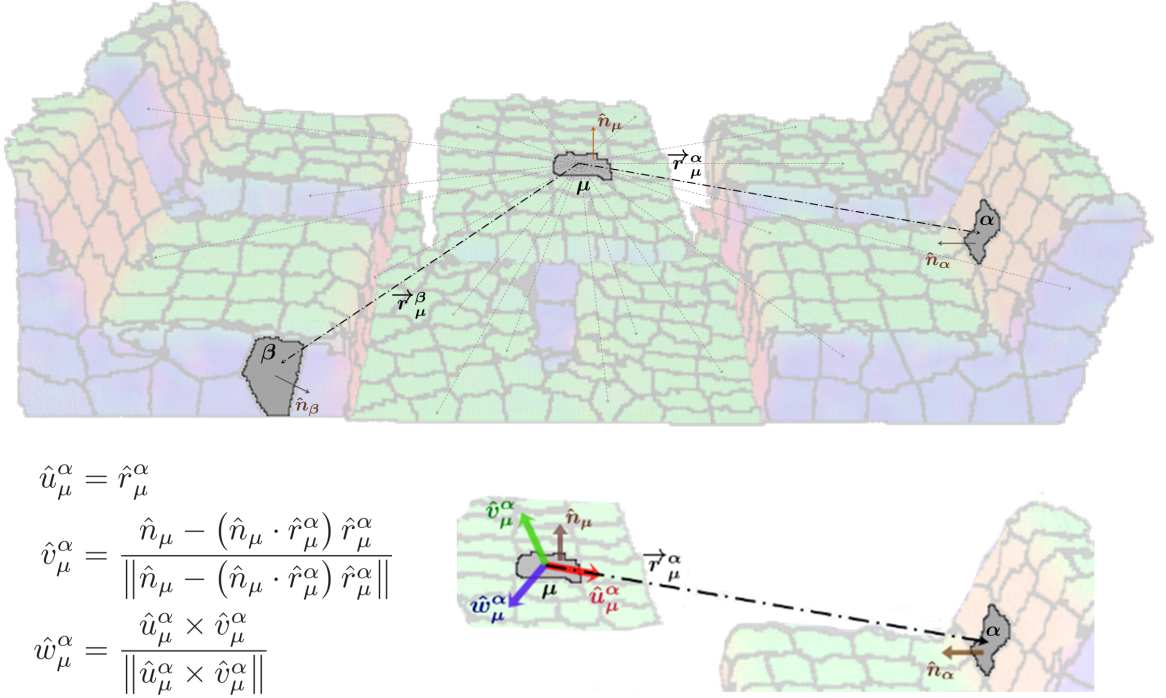 n̂_μ
r⃗_μ^α
μ
α
n̂_α
r⃗_μ^β
β
n̂_β
û_μ^α = r̂_μ^α
v̂_μ^α = (n̂_μ − (n̂_μ · r̂_μ^α) r̂_μ^α) / ‖n̂_μ − (n̂_μ · r̂_μ^α) r̂_μ^α‖
ŵ_μ^α = (û_μ^α × v̂_μ^α) / ‖û_μ^α × v̂_μ^α‖
v̂_μ^α
n̂_μ
r⃗_μ^α
μ
û_μ^α
ŵ_μ^α
α
n̂_α